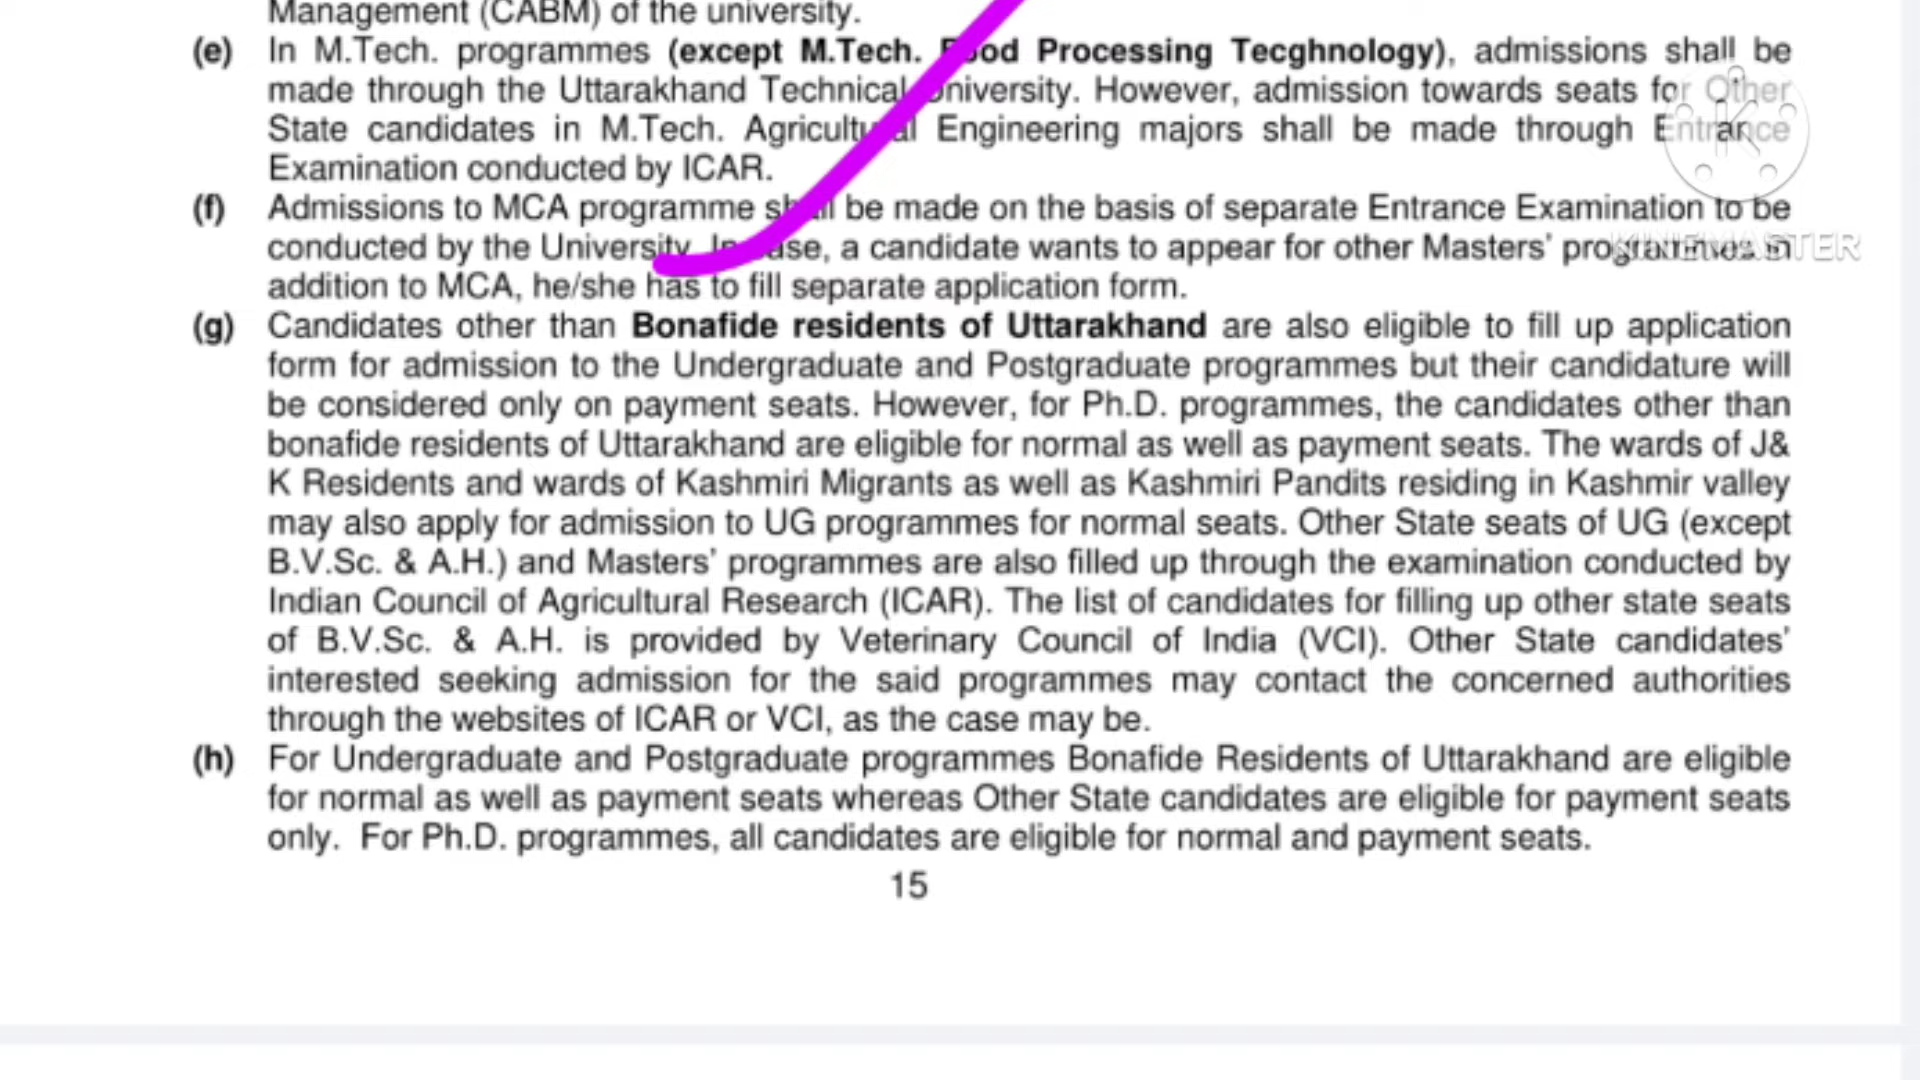 Management (CABM) of the university.
(e) In M.Tech. programmes (except M.Tech. Food Processing Tecghnology), admissions shall be
made through the Uttarakhand Technical University. However, admission towards seats for Other
State candidates in M.Tech. Agricultural Engineering majors shall be made through Entrance
Examination conducted by ICAR.
(f) Admissions to MCA programme shall be made on the basis of separate Entrance Examination to be
conducted by the University. In case, a candidate wants to appear for other Masters' programmes in
addition to MCA, he/she has to fill separate application form.
(g) Candidates other than Bonafide residents of Uttarakhand are also eligible to fill up application
form for admission to the Undergraduate and Postgraduate programmes but their candidature will
be considered only on payment seats. However, for Ph.D. programmes, the candidates other than
bonafide residents of Uttarakhand are eligible for normal as well as payment seats. The wards of J&
K Residents and wards of Kashmiri Migrants as well as Kashmiri Pandits residing in Kashmir valley
may also apply for admission to UG programmes for normal seats. Other State seats of UG (except
B.V.Sc. & A.H.) and Masters' programmes are also filled up through the examination conducted by
Indian Council of Agricultural Research (ICAR). The list of candidates for filling up other state seats
of B.V.Sc. & A.H. is provided by Veterinary Council of India (VCI). Other State candidates'
interested seeking admission for the said programmes may contact the concerned authorities
through the websites of ICAR or VCI, as the case may be.
(h) For Undergraduate and Postgraduate programmes Bonafide Residents of Uttarakhand are eligible
for normal as well as payment seats whereas Other State candidates are eligible for payment seats
only. For Ph.D. programmes, all candidates are eligible for normal and payment seats.
15
K
KINEMASTER